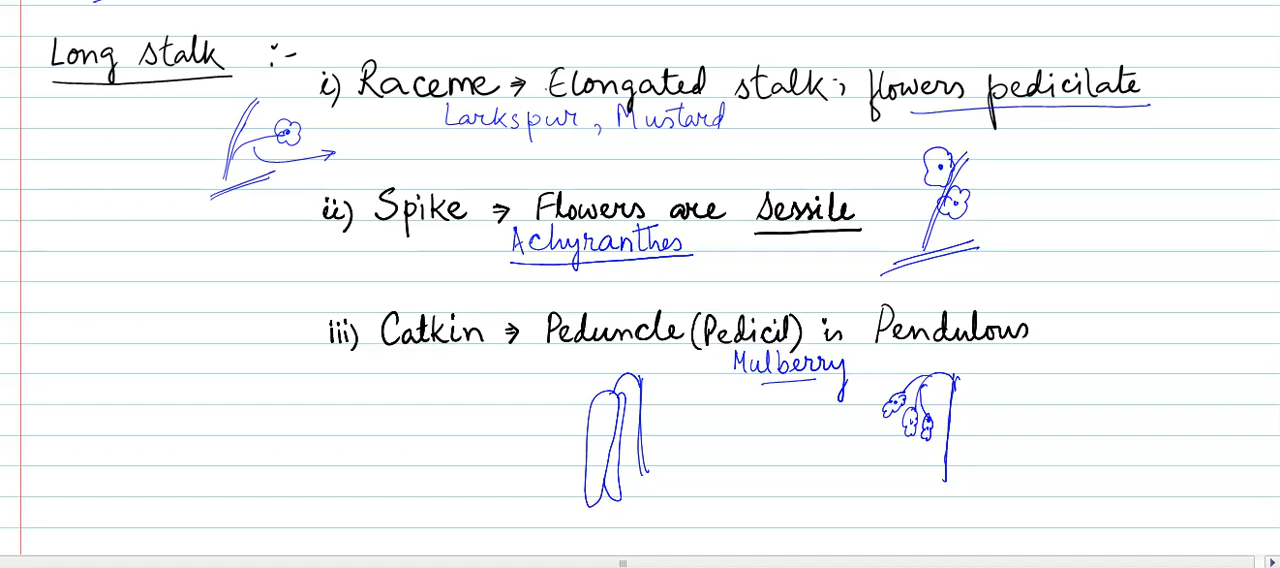 Long stalk :-
i) Raceme → Elongated stalk; flowers pedicilate
Larkspur, Mustard
ii) Spike → Flowers are sessile
Achyranthes
iii) Catkin → Peduncle (Pedicil) is Pendulous
Mulberry